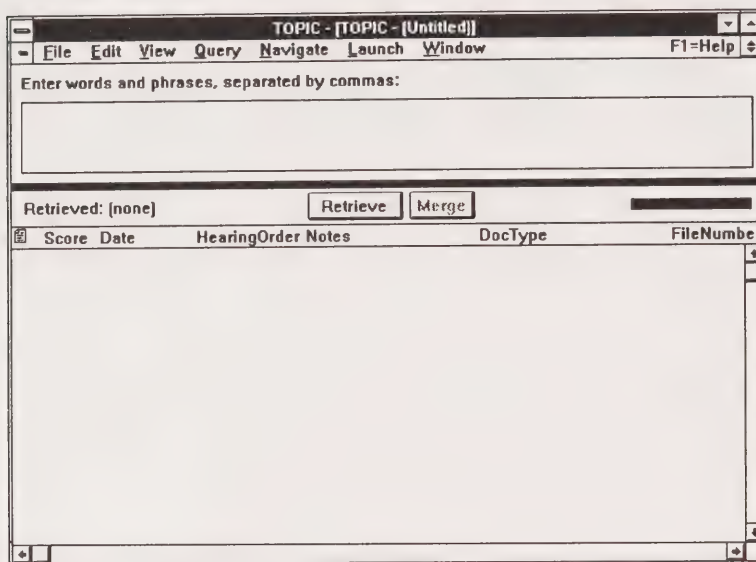 TOPIC - [TOPIC - (Untitled)]
File Edit View Query Navigate Launch Window F1=Help
Enter words and phrases, separated by commas:
Retrieved: (none) Retrieve Merge
Score Date HearingOrder Notes DocType FileNumbe